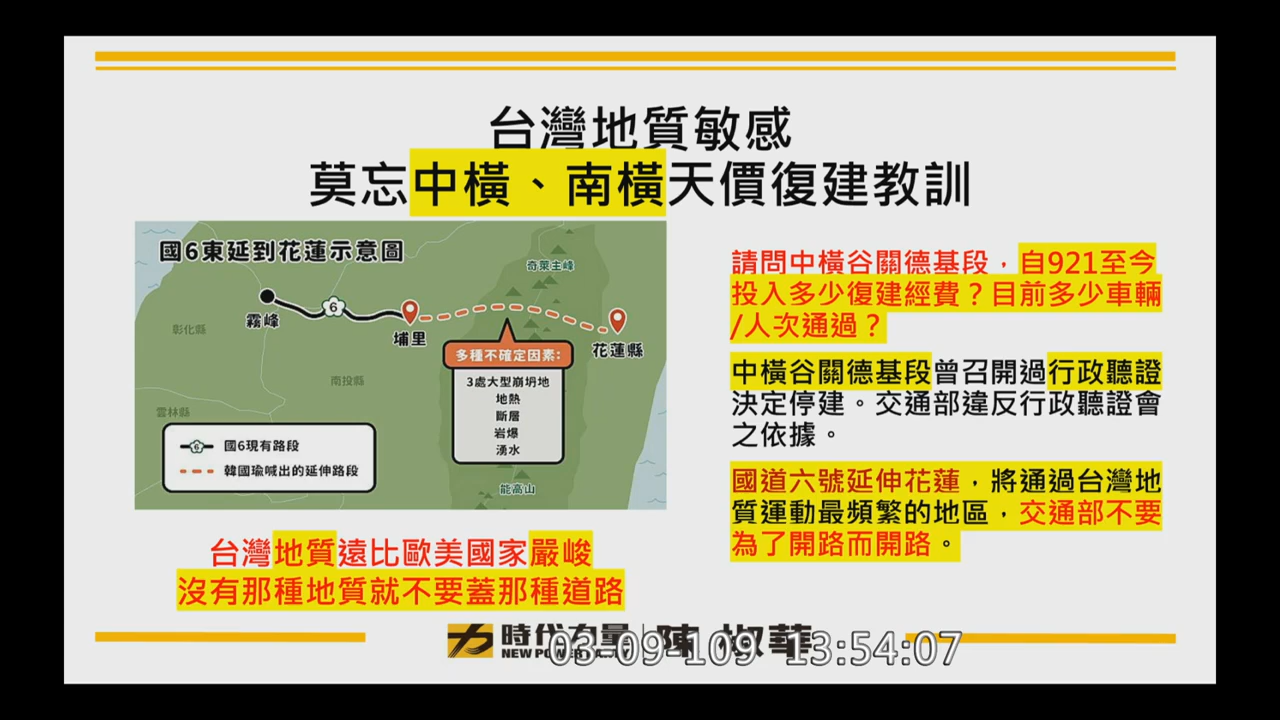 台灣地質敏感
莫忘中橫、南橫天價復建教訓
國6東延到花蓮示意圖
奇萊主峰
6
霧峰
埔里
花蓮縣
彰化縣
南投縣
雲林縣
多種不確定因素:
3處大型崩坍地
地熱
斷層
岩爆
湧水
能高山
6
國6現有路段
韓國瑜喊出的延伸路段
台灣地質遠比歐美國家嚴峻
沒有那種地質就不要蓋那種道路
請問中橫谷關德基段，自921至今
投入多少復建經費？目前多少車輛
/人次通過？
中橫谷關德基段曾召開過行政聽證
決定停建。交通部違反行政聽證會
之依據。
國道六號延伸花蓮，將通過台灣地
質運動最頻繁的地區，交通部不要
為了開路而開路。
時代力量 陳椒華
NEW POWER
03-09-109 13:54:07